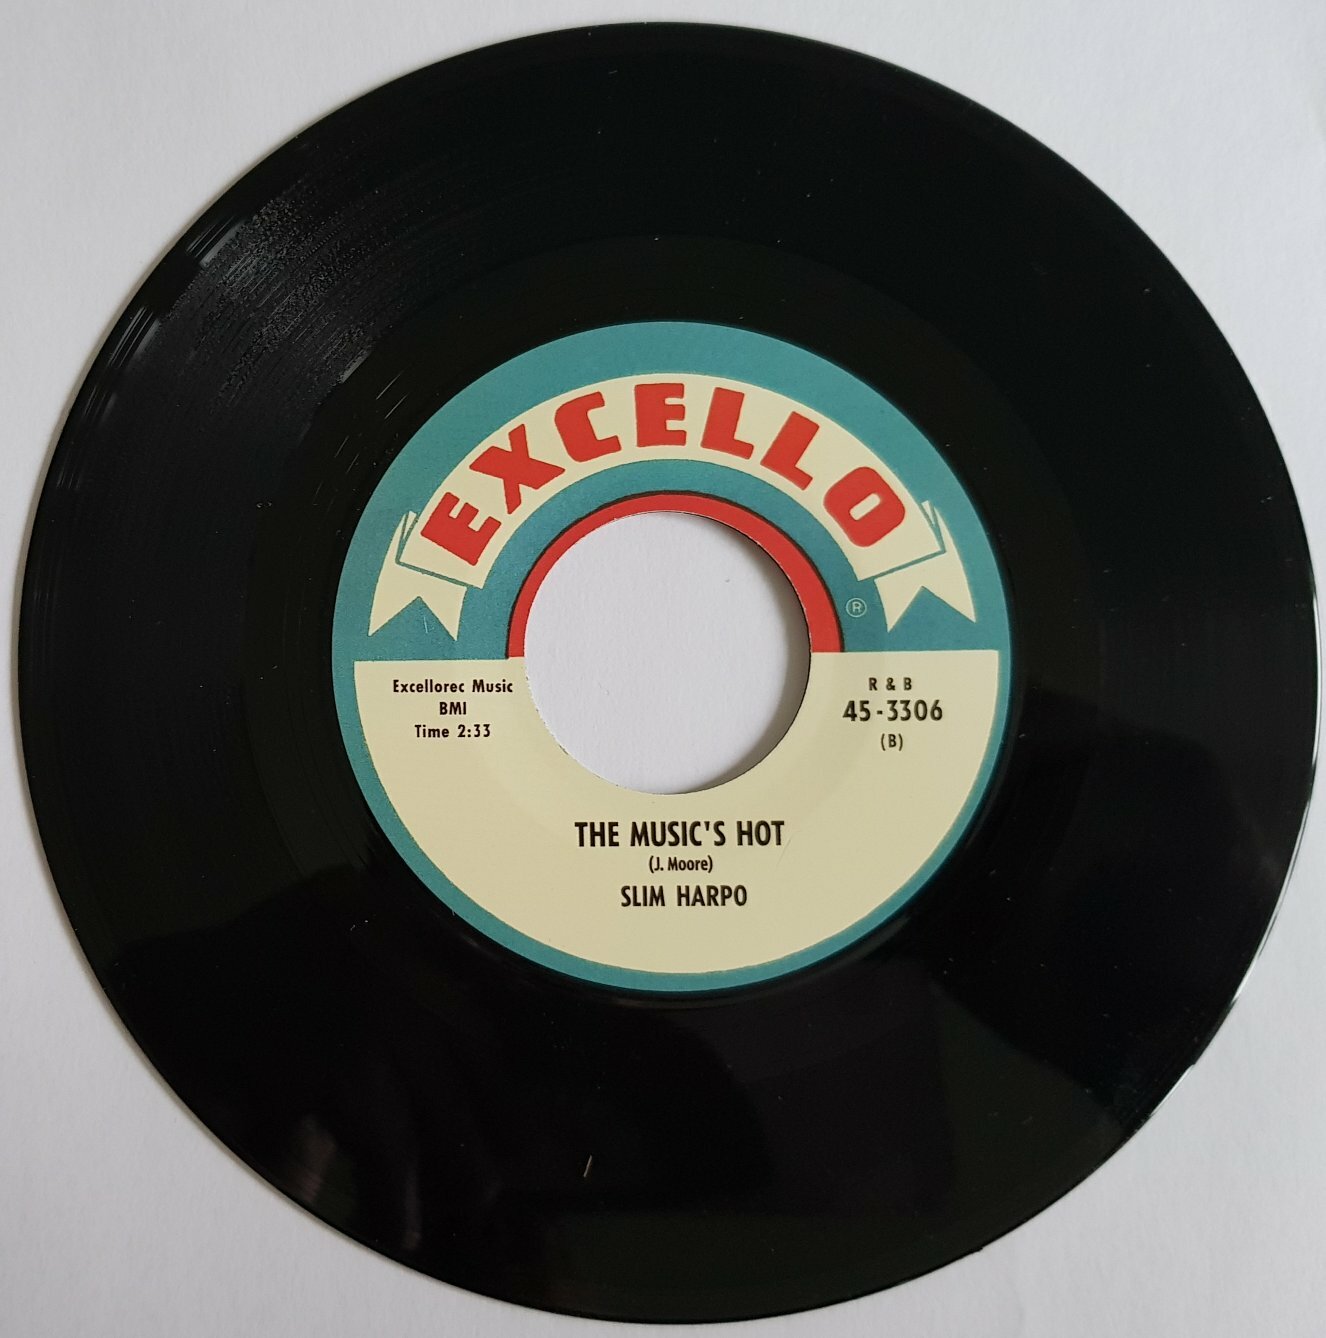 EXCELLO
®
Excellorec Music
BMI
Time 2:33
R & B
45-3306
(B)
THE MUSIC'S HOT
(J. Moore)
SLIM HARPO